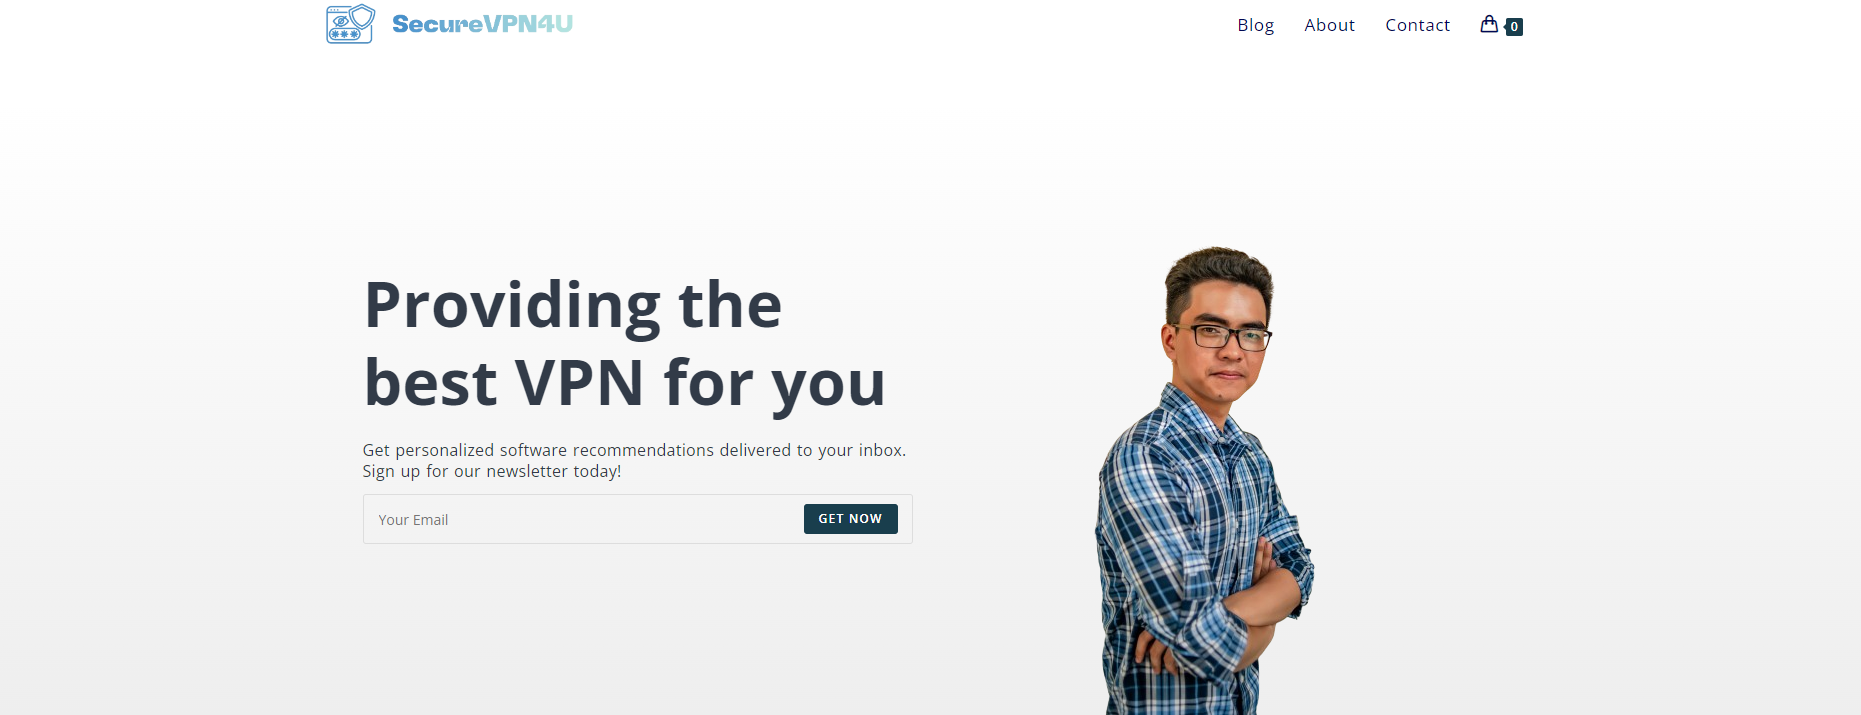 SecureVPN4U
Blog
About
Contact
0
Providing the
best VPN for you
Get personalized software recommendations delivered to your inbox.
Sign up for our newsletter today!
Your Email
GET NOW